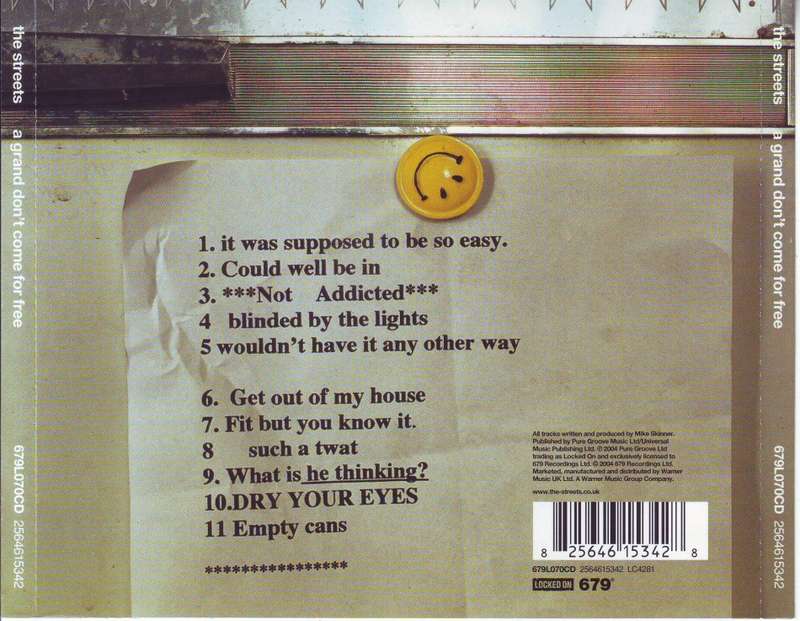 the streets a grand don't come for free 679L070CD 2564615342
1. it was supposed to be so easy.
2. Could well be in
3. ***Not Addicted***
4 blinded by the lights
5 wouldn't have it any other way
6. Get out of my house
7. Fit but you know it.
8 such a twat
9. What is he thinking?
10.DRY YOUR EYES
11 Empty cans
****************
All tracks written and produced by Mike Skinner.
Published by Pure Groove Music Ltd/Universal
Music Publishing Ltd. ℗ 2004 Pure Groove Ltd
trading as Locked On and exclusively licensed to
679 Recordings Ltd. © 2004 679 Recordings Ltd.
Marketed, manufactured and distributed by Warner
Music UK Ltd. A Warner Music Group Company.
www.the-streets.co.uk
8 25646 15342 8
679L070CD 2564615342 LC4281
LOCKED ON 679
the streets a grand don't come for free 679L070CD 2564615342